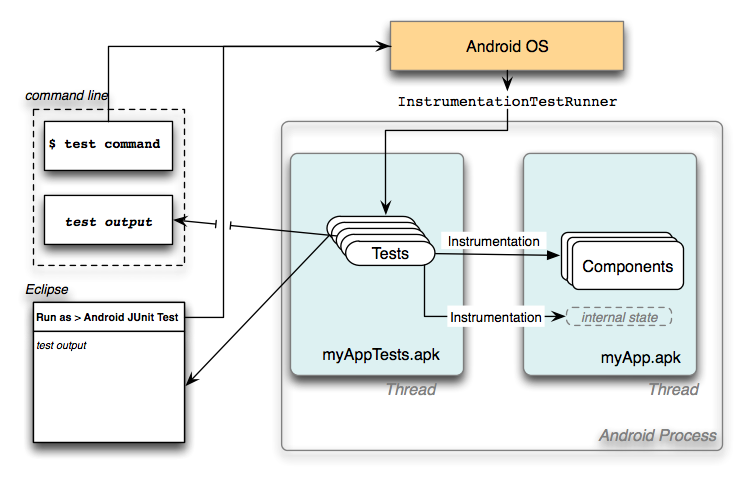 Android OS
InstrumentationTestRunner
command line
$ test command
test output
Eclipse
Run as > Android JUnit Test
test output
Tests
Instrumentation
Components
Instrumentation
internal state
myAppTests.apk
myApp.apk
Thread
Thread
Android Process